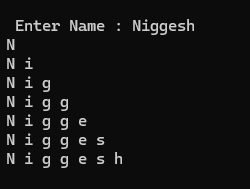 Enter Name : Niggesh
N
N i
N i g
N i g g
N i g g e
N i g g e s
N i g g e s h